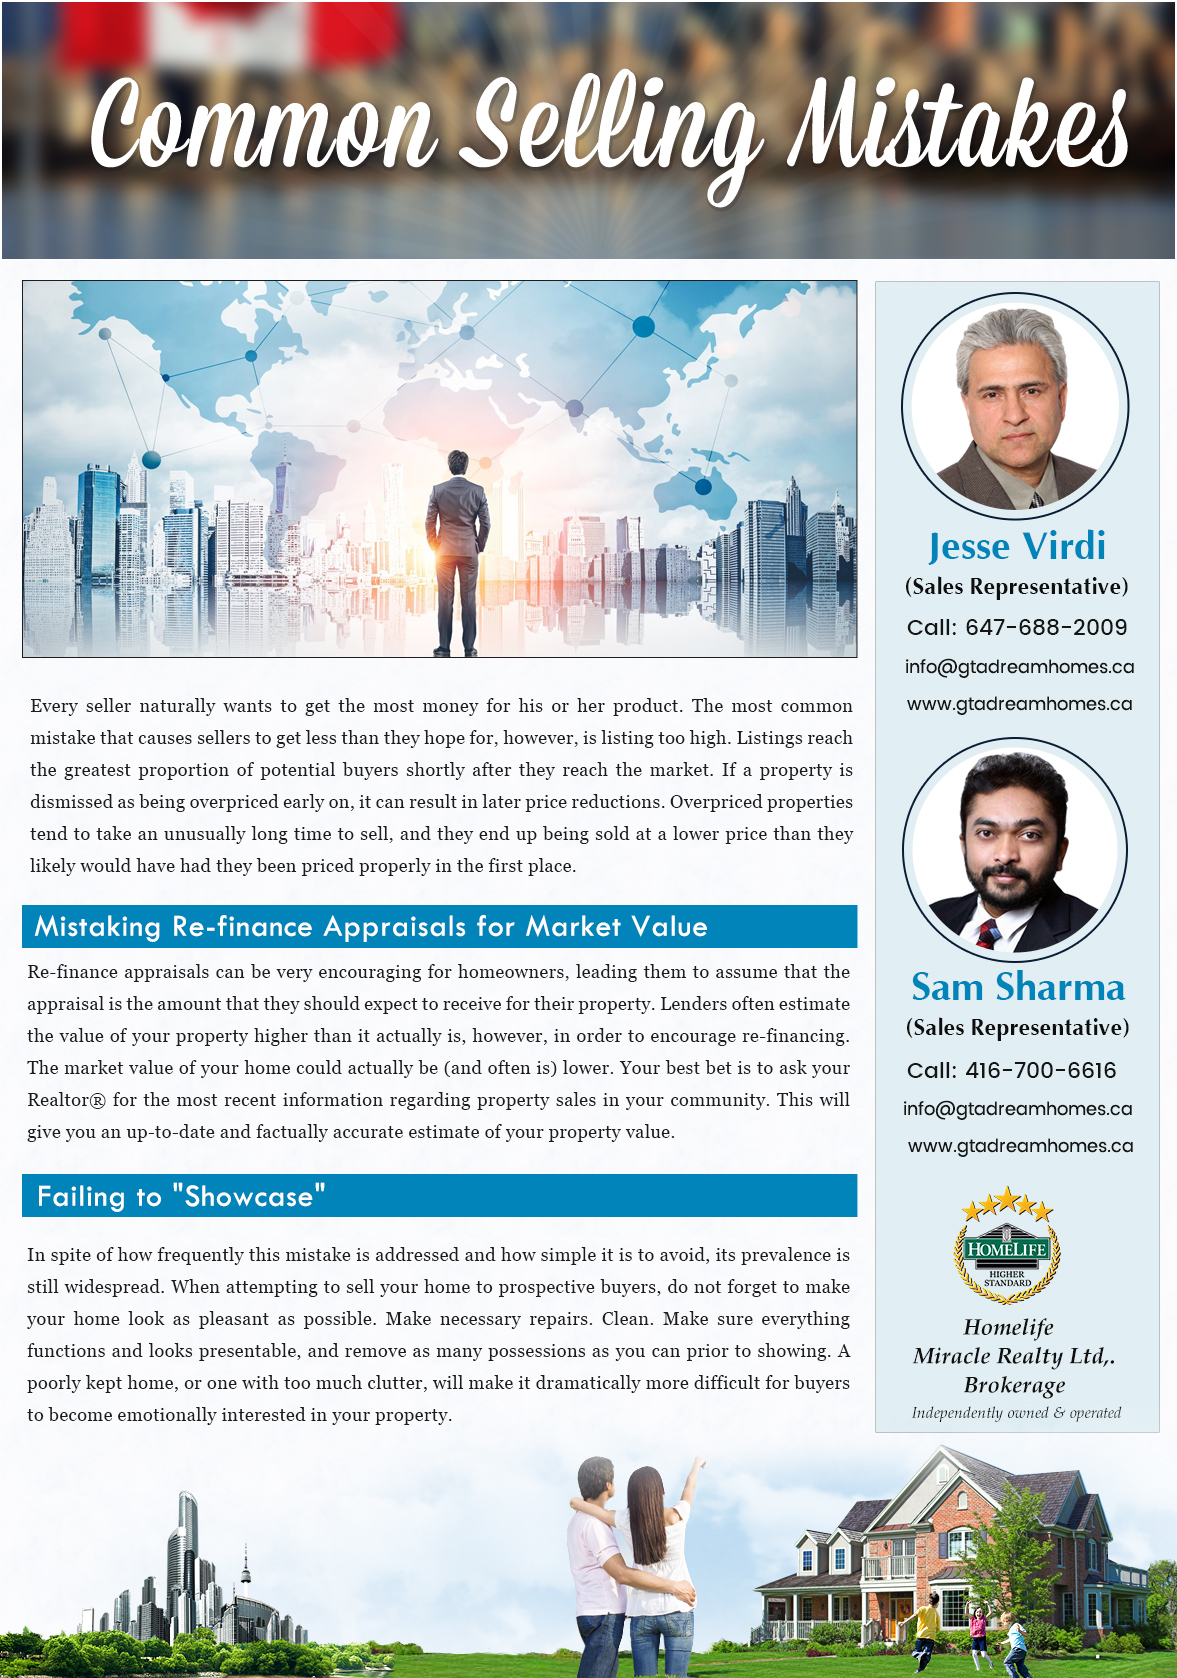 Common Selling Mistakes
Every seller naturally wants to get the most money for his or her product. The most common
mistake that causes sellers to get less than they hope for, however, is listing too high. Listings reach
the greatest proportion of potential buyers shortly after they reach the market. If a property is
dismissed as being overpriced early on, it can result in later price reductions. Overpriced properties
tend to take an unusually long time to sell, and they end up being sold at a lower price than they
likely would have had they been priced properly in the first place.
Mistaking Re-finance Appraisals for Market Value
Re-finance appraisals can be very encouraging for homeowners, leading them to assume that the
appraisal is the amount that they should expect to receive for their property. Lenders often estimate
the value of your property higher than it actually is, however, in order to encourage re-financing.
The market value of your home could actually be (and often is) lower. Your best bet is to ask your
Realtor® for the most recent information regarding property sales in your community. This will
give you an up-to-date and factually accurate estimate of your property value.
Failing to "Showcase"
In spite of how frequently this mistake is addressed and how simple it is to avoid, its prevalence is
still widespread. When attempting to sell your home to prospective buyers, do not forget to make
your home look as pleasant as possible. Make necessary repairs. Clean. Make sure everything
functions and looks presentable, and remove as many possessions as you can prior to showing. A
poorly kept home, or one with too much clutter, will make it dramatically more difficult for buyers
to become emotionally interested in your property.
Jesse Virdi
(Sales Representative)
Call: 647-688-2009
info@gtadreamhomes.ca
www.gtadreamhomes.ca
Sam Sharma
(Sales Representative)
Call: 416-700-6616
info@gtadreamhomes.ca
www.gtadreamhomes.ca
HOMELIFE
HIGHER
STANDARD
Homelife
Miracle Realty Ltd,.
Brokerage
Independently owned & operated